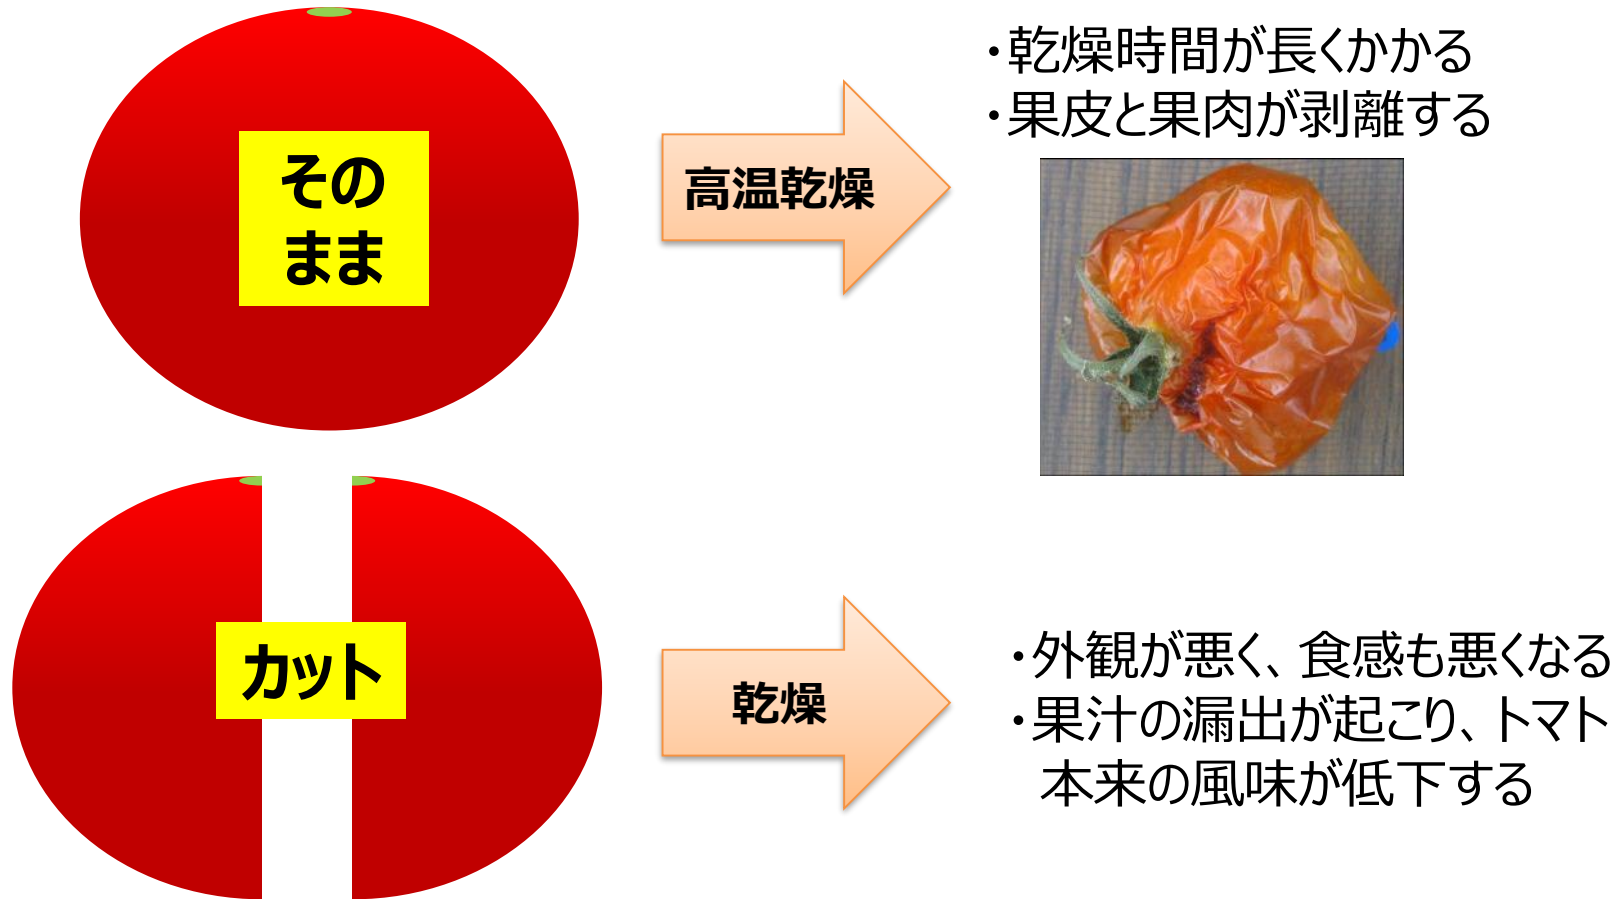 その
まま
高温乾燥
・乾燥時間が長くかかる
・果皮と果肉が剥離する
カット
乾燥
・外観が悪く、食感も悪くなる
・果汁の漏出が起こり、トマト
本来の風味が低下する